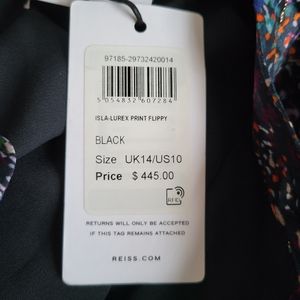 97185-29732420014
5 054832 607284
ISLA-LUREX PRINT FLIPPY
BLACK
Size UK14/US10
Price $ 445.00
RFID
RETURNS WILL ONLY BE ACCEPTED
IF THIS TAG REMAINS ATTACHED
REISS.COM